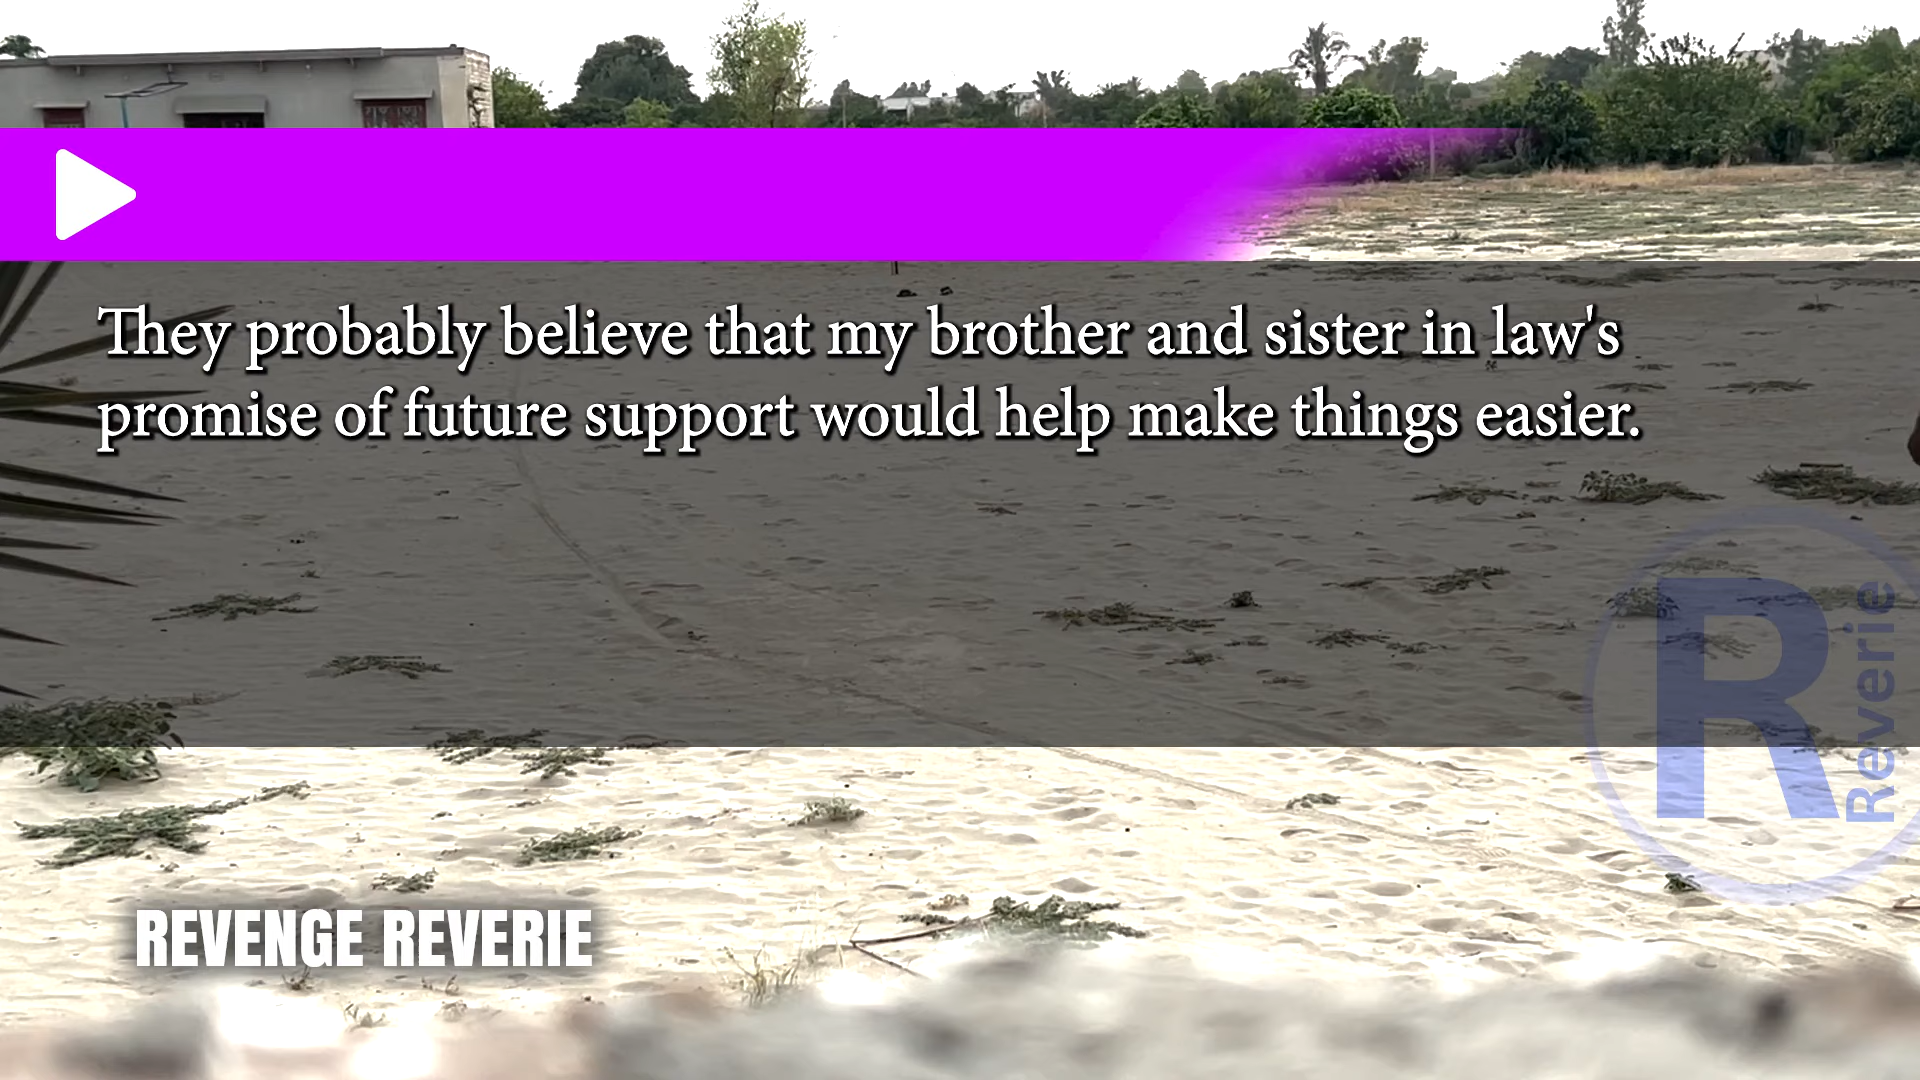 They probably believe that my brother and sister in law's
promise of future support would help make things easier.
R
Reverie
REVENGE REVERIE